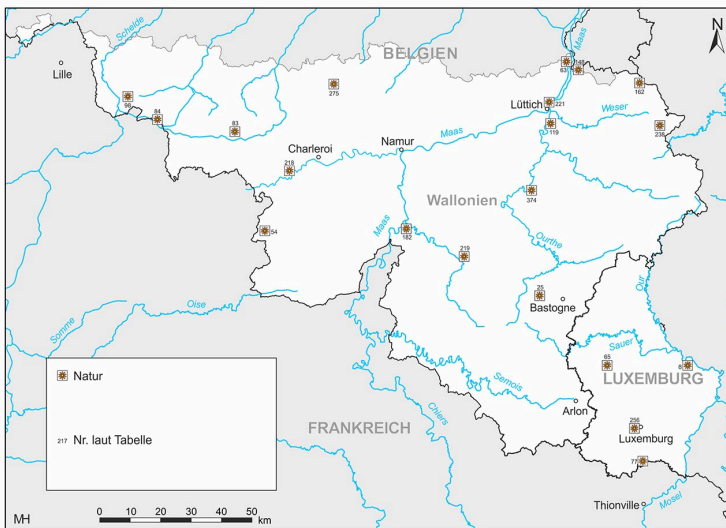 Schelde
N
BELGIEN
Maas
Lille
63
148
275
162
98
Lüttich
221
Weser
84
83
119
238
Maas
Namur
Charleroi
218
Wallonien
374
54
Maas
182
Ourthe
219
Our
25
Bastogne
Oise
Somme
Sauer
65
8
Natur
Semois
LUXEMBURG
Arlon
Chiers
256
217 Nr. laut Tabelle
FRANKREICH
Luxemburg
77
Mosel
Thionville
MH
0 10 20 30 40 50
km